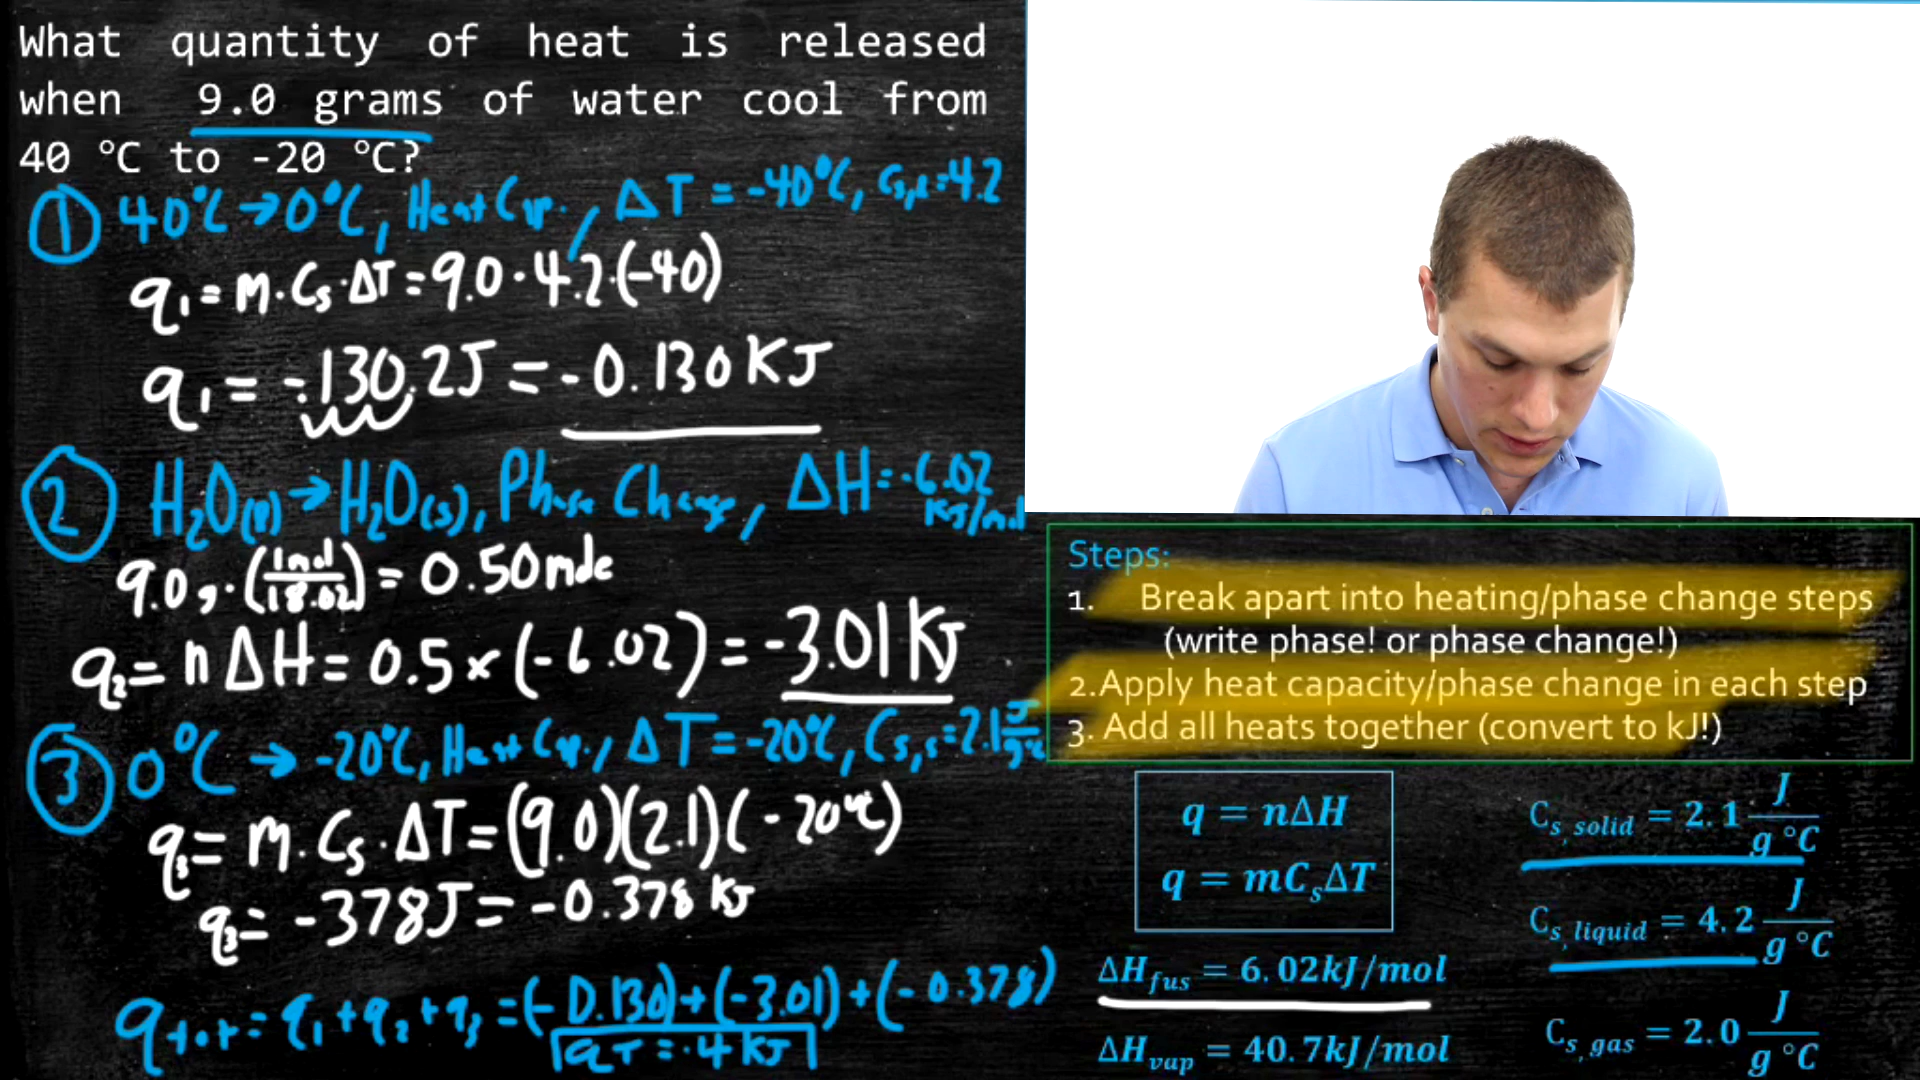 What quantity of heat is released
when 9.0 grams of water cool from
40 °C to -20 °C?
① 40°C → 0°C, Heat Cap., ΔT = -40°C, Cs,l = 4.2
q₁ = m·Cs·ΔT = 9.0·4.2·(-40)
q₁ = -130.2J = -0.130 KJ
② H₂O(l) → H₂O(s), Phase Change, ΔH = -6.02 KJ/mol
9.0g·(1mol/18.02) = 0.50mole
q₂ = nΔH = 0.5 × (-6.02) = -3.01 KJ
③ 0°C → -20°C, Heat Cap., ΔT = -20°C, Cs,s = 2.1 J/g°C
q₃ = m·Cs·ΔT = (9.0)(2.1)(-20°C)
q₃ = -378J = -0.378 KJ
qtot = q₁ + q₂ + q₃ = (-0.130) + (-3.01) + (-0.378)
qT = -4 KJ
Steps:
1. Break apart into heating/phase change steps
(write phase! or phase change!)
2.Apply heat capacity/phase change in each step
3. Add all heats together (convert to kJ!)
q = nΔH
q = mCsΔT
ΔHfus = 6.02kJ/mol
ΔHvap = 40.7kJ/mol
Cs, solid = 2.1 J/g °C
Cs, liquid = 4.2 J/g °C
Cs, gas = 2.0 J/g °C